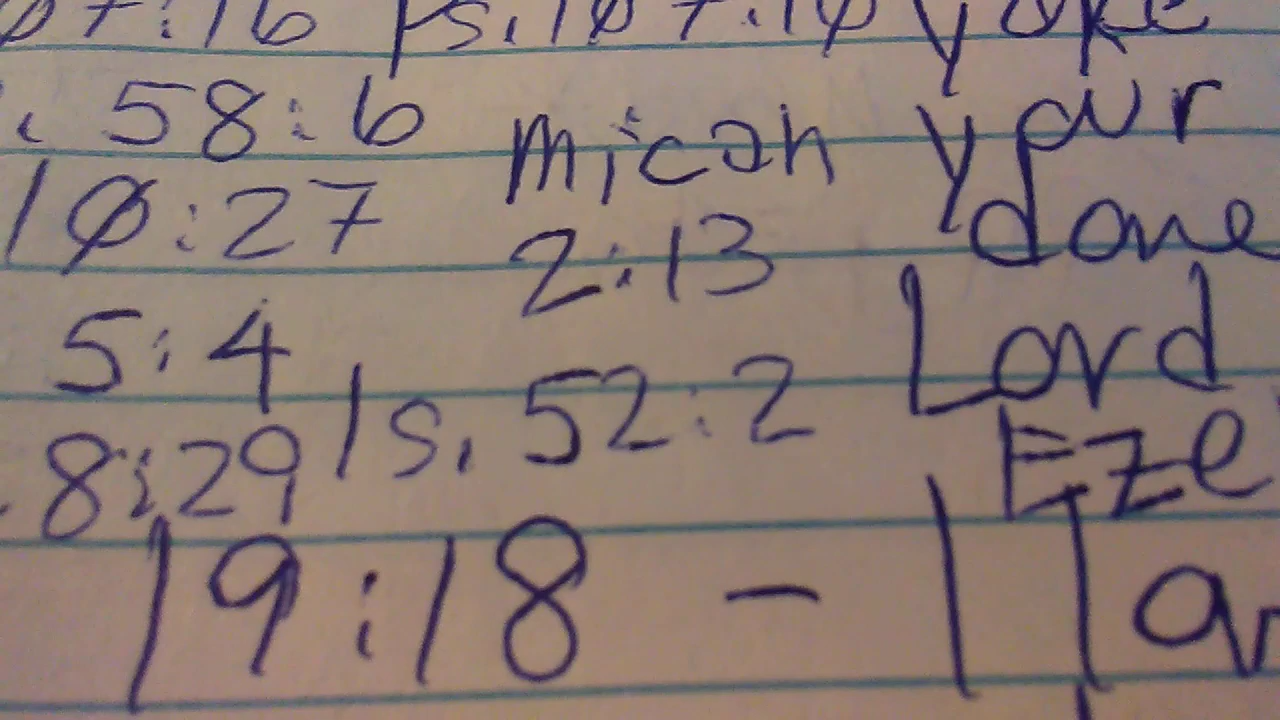 07:16 Ps.107:10 yoke
. 58:6 micah your
10:27 2:13 done
5:4 Lord
8:29 Is. 52:2 Eze
19:18 –